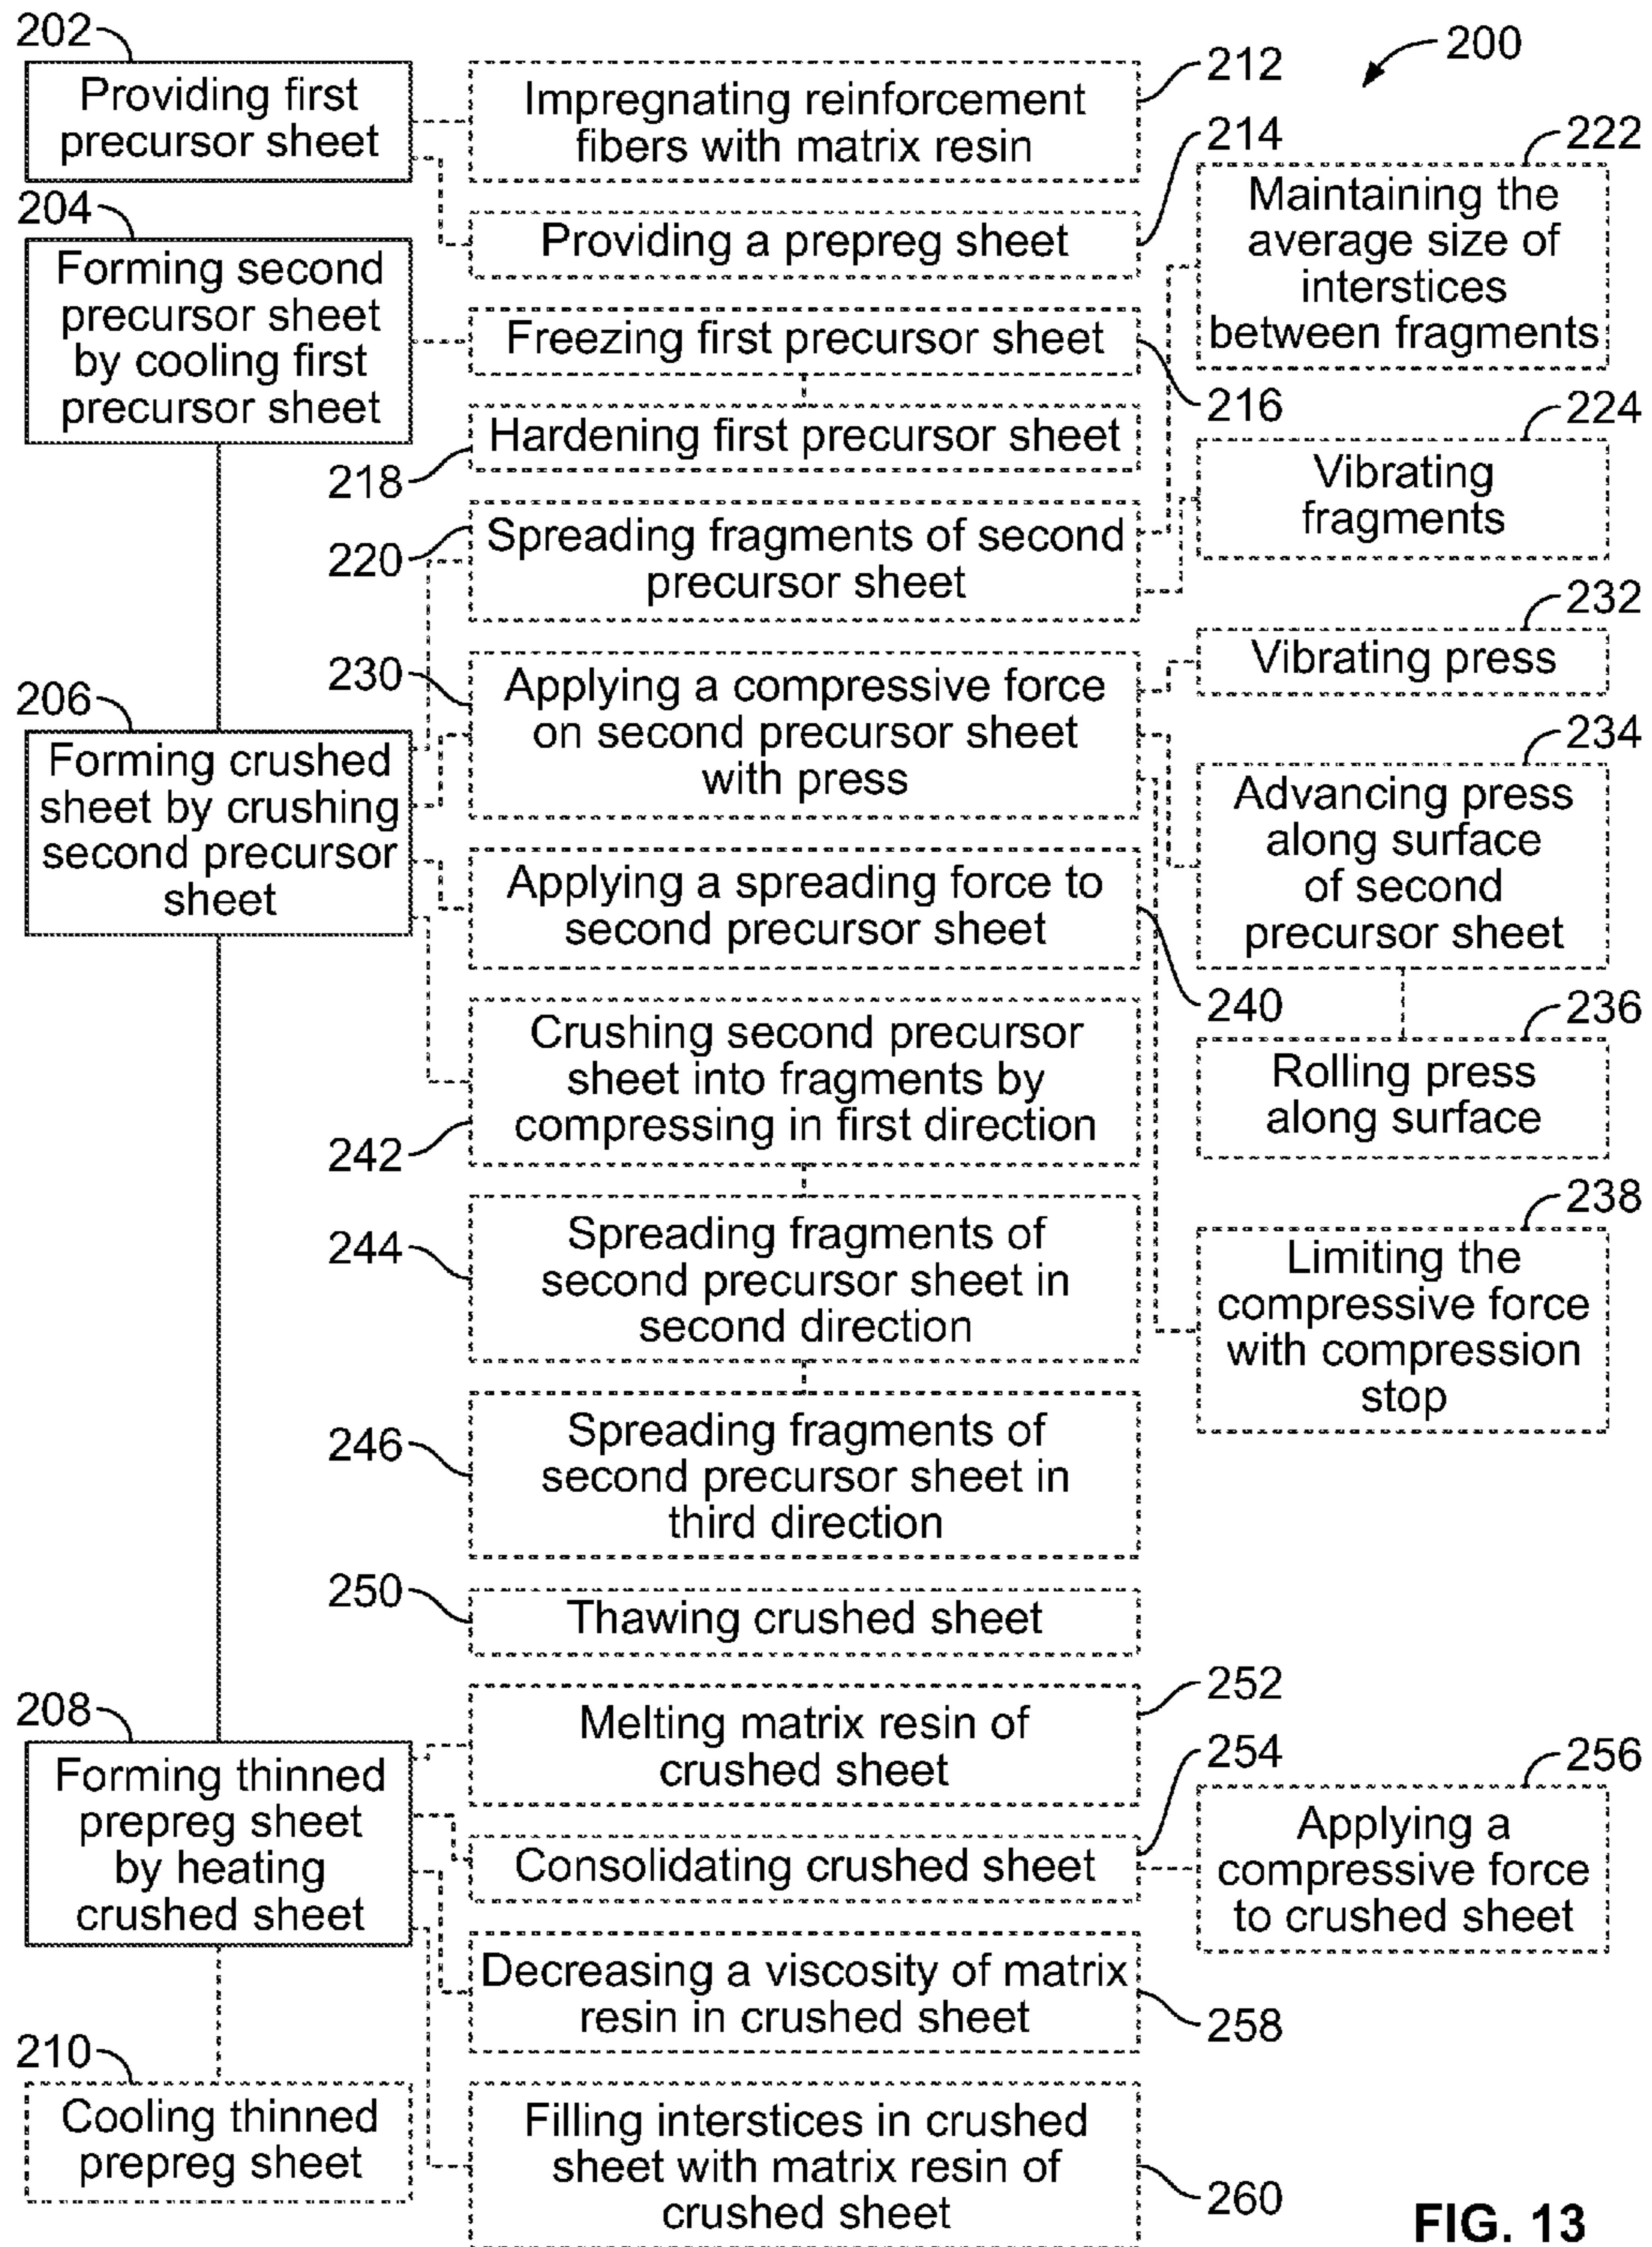 202
Providing first
precursor sheet
204
Forming second
precursor sheet
by cooling first
precursor sheet
206
Forming crushed
sheet by crushing
second precursor
sheet
208
Forming thinned
prepreg sheet
by heating
crushed sheet
210
Cooling thinned
prepreg sheet
212
Impregnating reinforcement
fibers with matrix resin
214
Providing a prepreg sheet
216
Freezing first precursor sheet
218
Hardening first precursor sheet
220
Spreading fragments of second
precursor sheet
230
Applying a compressive force
on second precursor sheet
with press
240
Applying a spreading force to
second precursor sheet
242
Crushing second precursor
sheet into fragments by
compressing in first direction
244
Spreading fragments of
second precursor sheet in
second direction
246
Spreading fragments of
second precursor sheet in
third direction
250
Thawing crushed sheet
252
Melting matrix resin of
crushed sheet
254
Consolidating crushed sheet
258
Decreasing a viscosity of matrix
resin in crushed sheet
260
Filling interstices in crushed
sheet with matrix resin of
crushed sheet
200
222
Maintaining the
average size of
interstices
between fragments
224
Vibrating
fragments
232
Vibrating press
234
Advancing press
along surface
of second
precursor sheet
236
Rolling press
along surface
238
Limiting the
compressive force
with compression
stop
256
Applying a
compressive force
to crushed sheet
FIG. 13